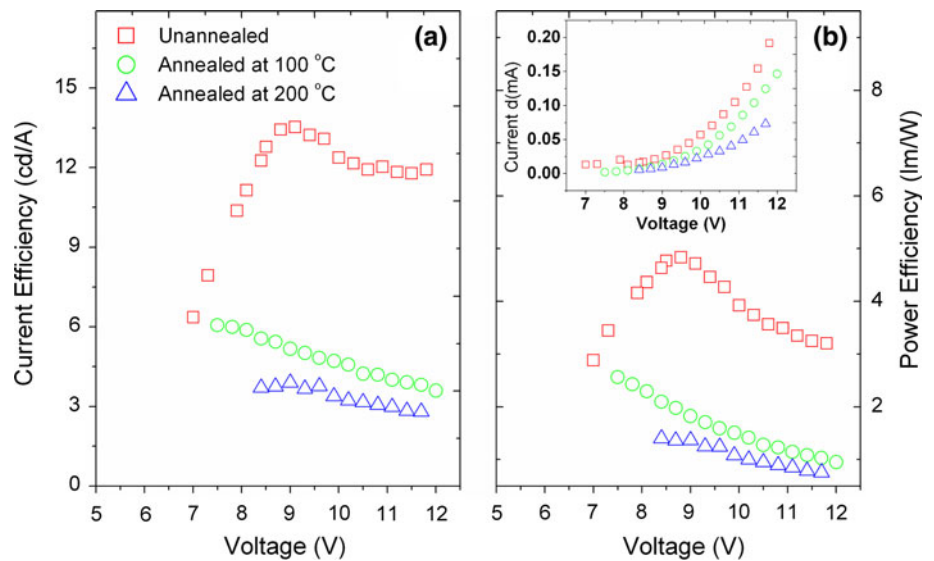 (a)
Unannealed
Annealed at 100 °C
Annealed at 200 °C
Current Efficiency (cd/A)
15
12
9
6
3
0
5 6 7 8 9 10 11 12
Voltage (V)
(b)
Current d(mA)
0.20
0.15
0.10
0.05
0.00
7 8 9 10 11 12
Voltage (V)
8
6
4
2
Power Efficiency (lm/W)
5 6 7 8 9 10 11 12
Voltage (V)